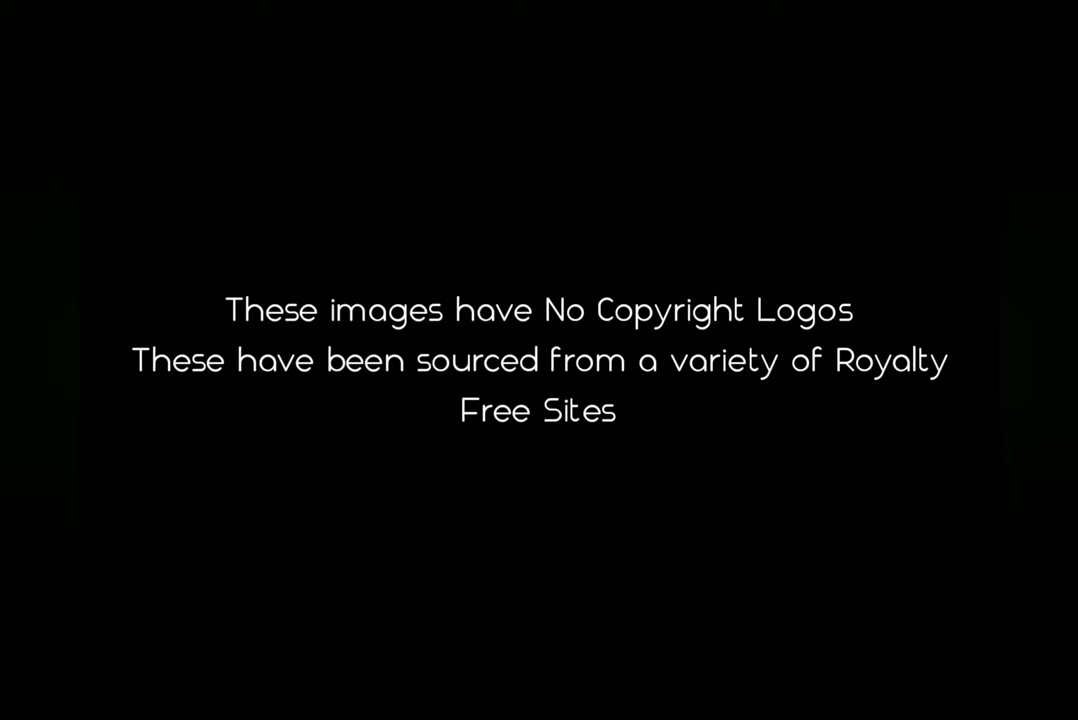 These images have No Copyright Logos
These have been sourced from a variety of Royalty
Free Sites